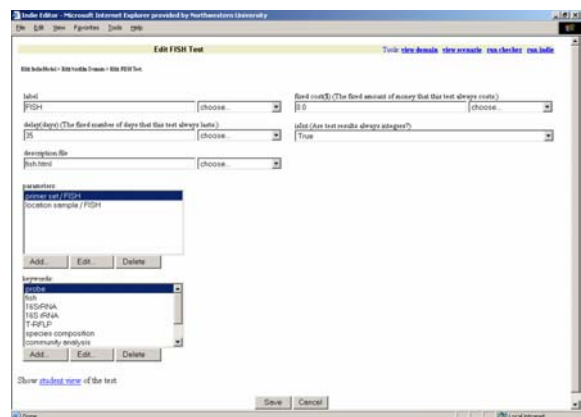 Indie Editor - Microsoft Internet Explorer provided by Northwestern University
File Edit View Favorites Tools Help
Edit FISH Test
Tools: view domain view scenario run checker run indie
label
FISH choose...
fixed cost($) (The fixed amount of money that this test always costs.)
0.0 choose...
delay(days) (The fixed number of days that this test always lasts.)
35 choose...
isInt (Are test results always integers?)
True
description file
fish.html choose...
parameters
primer set / FISH
location sample / FISH
Add... Edit... Delete
keywords
probe
fish
16SrRNA
16S rRNA
T-RFLP
species composition
community analysis
Add... Edit... Delete
Show student view of the test
Save Cancel
Done
Local intranet